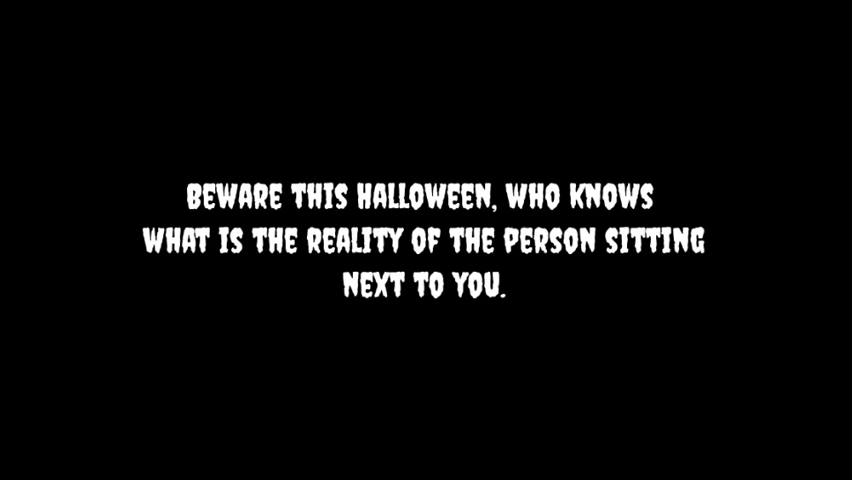 BEWARE THIS HALLOWEEN, WHO KNOWS
WHAT IS THE REALITY OF THE PERSON SITTING
NEXT TO YOU.